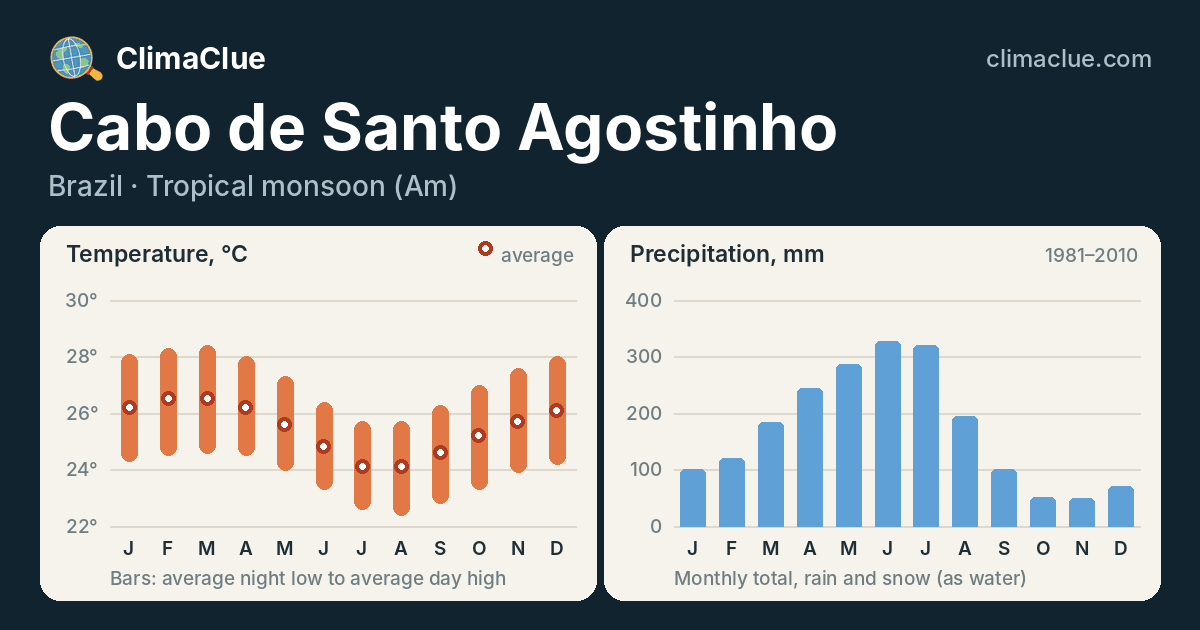 ClimaClue
climaclue.com
Cabo de Santo Agostinho
Brazil · Tropical monsoon (Am)
Temperature, °C
average
30°
28°
26°
24°
22°
J F M A M J J A S O N D
Bars: average night low to average day high
Precipitation, mm
1981–2010
400
300
200
100
0
J F M A M J J A S O N D
Monthly total, rain and snow (as water)